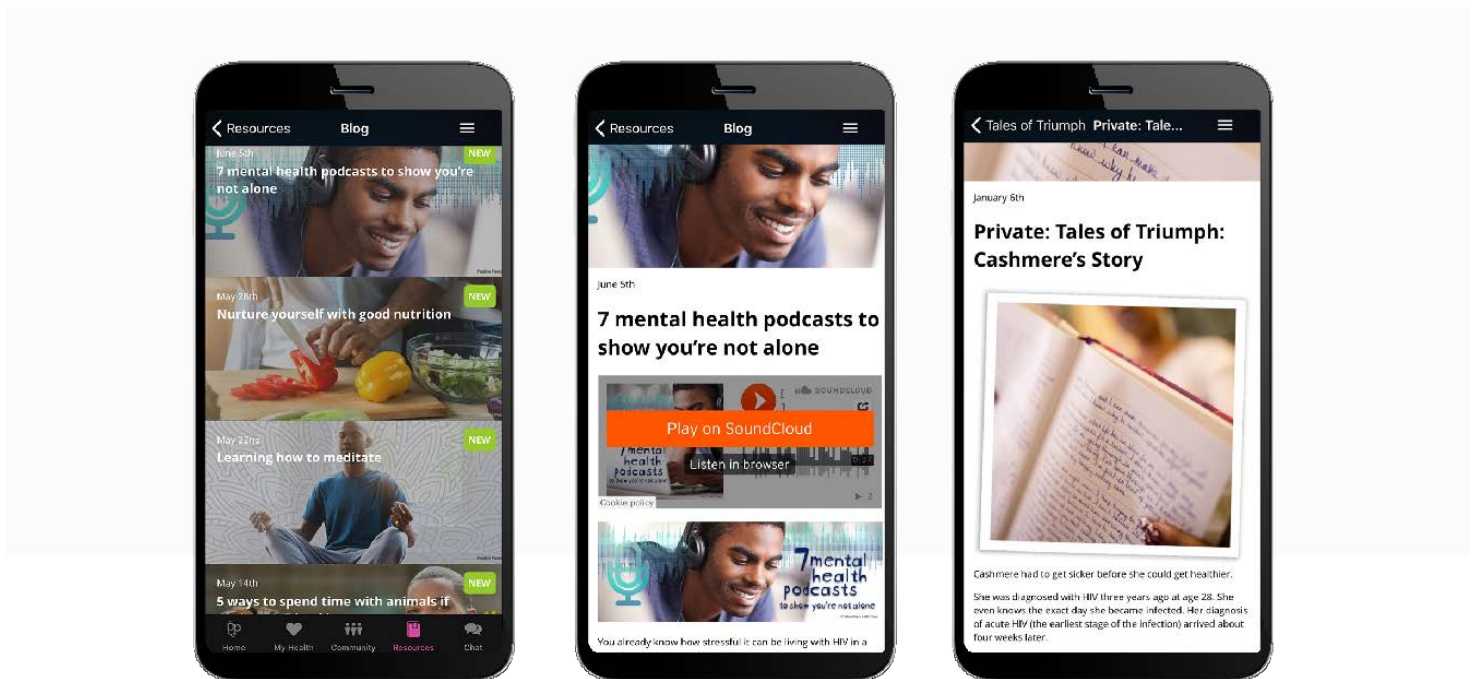 Resources
Blog
June 5th
NEW
7 mental health podcasts to show you're
not alone
May 28th
NEW
Nurture yourself with good nutrition
May 22nd
NEW
Learning how to meditate
May 14th
NEW
5 ways to spend time with animals if
Home
My Health
Community
Resources
Chat
Resources
Blog
June 5th
7 mental health podcasts to
show you're not alone
SOUNDCLOUD
Play on SoundCloud
Listen in browser
7 mental
health
podcasts
to show you're not alone
Cookie policy
2
7 mental
health
podcasts
to show you're not alone
You already know how stressful it can be living with HIV in a
Tales of Triumph
Private: Tale...
January 6th
Private: Tales of Triumph:
Cashmere's Story
Cashmere had to get sicker before she could get healthier.
She was diagnosed with HIV three years ago at age 28. She
even knows the exact day she became infected. Her diagnosis
of acute HIV (the earliest stage of the infection) arrived about
four weeks later.